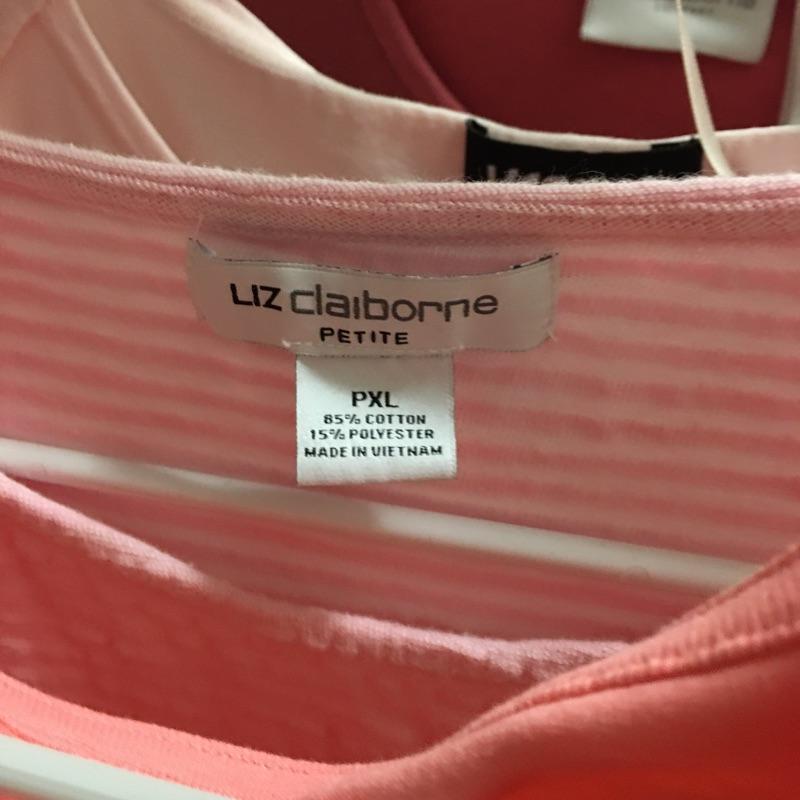 LIZ claiborne
PETITE
PXL
85% COTTON
15% POLYESTER
MADE IN VIETNAM